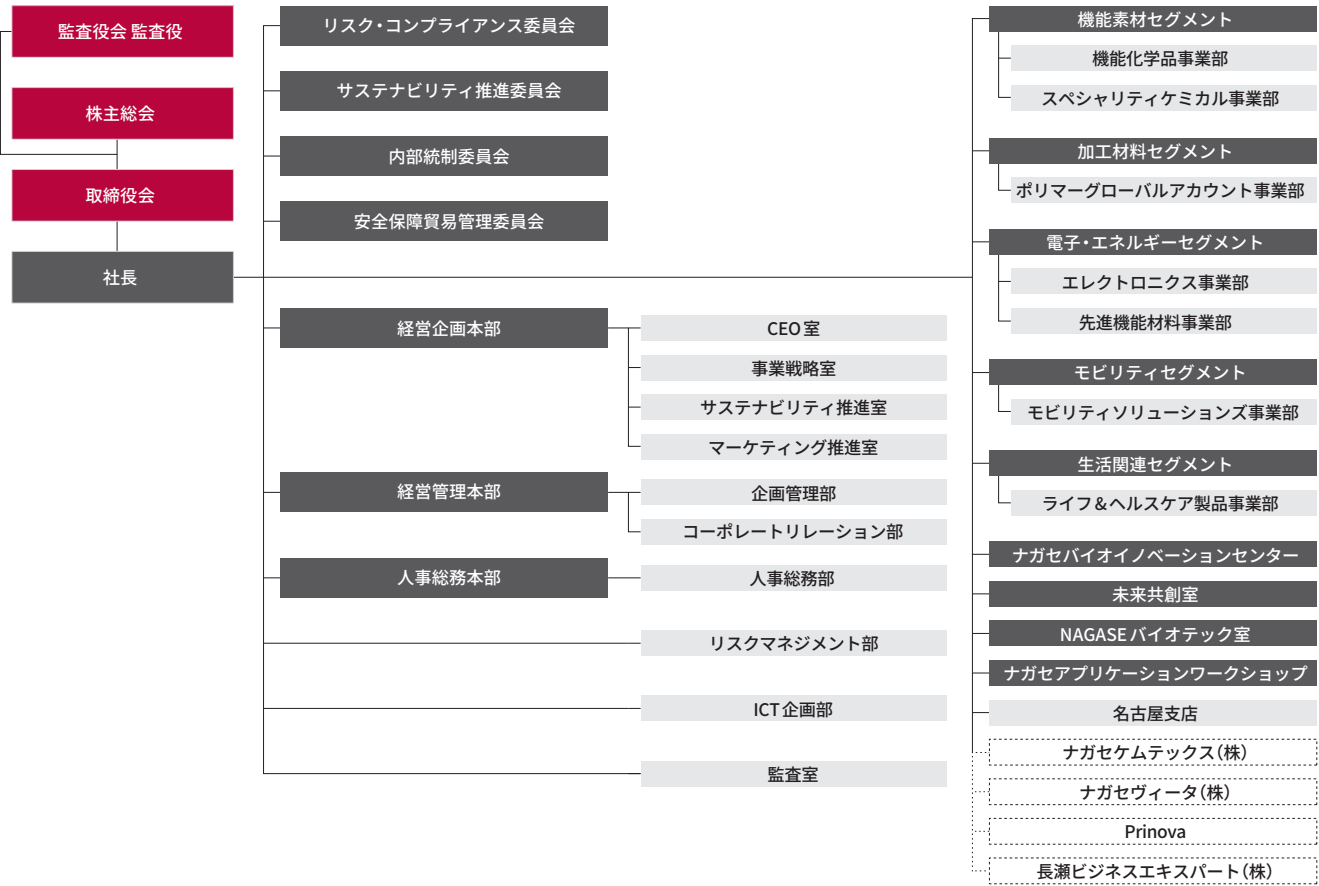 監査役会 監査役
株主総会
取締役会
社長
リスク・コンプライアンス委員会
サステナビリティ推進委員会
内部統制委員会
安全保障貿易管理委員会
経営企画本部
CEO室
事業戦略室
サステナビリティ推進室
マーケティング推進室
経営管理本部
企画管理部
コーポレートリレーション部
人事総務本部
人事総務部
リスクマネジメント部
ICT企画部
監査室
機能素材セグメント
機能化学品事業部
スペシャリティケミカル事業部
加工材料セグメント
ポリマーグローバルアカウント事業部
電子・エネルギーセグメント
エレクトロニクス事業部
先進機能材料事業部
モビリティセグメント
モビリティソリューションズ事業部
生活関連セグメント
ライフ&ヘルスケア製品事業部
ナガセバイオイノベーションセンター
未来共創室
NAGASEバイオテック室
ナガセアプリケーションワークショップ
名古屋支店
ナガセケムテックス(株)
ナガセヴィータ(株)
Prinova
長瀬ビジネスエキスパート(株)